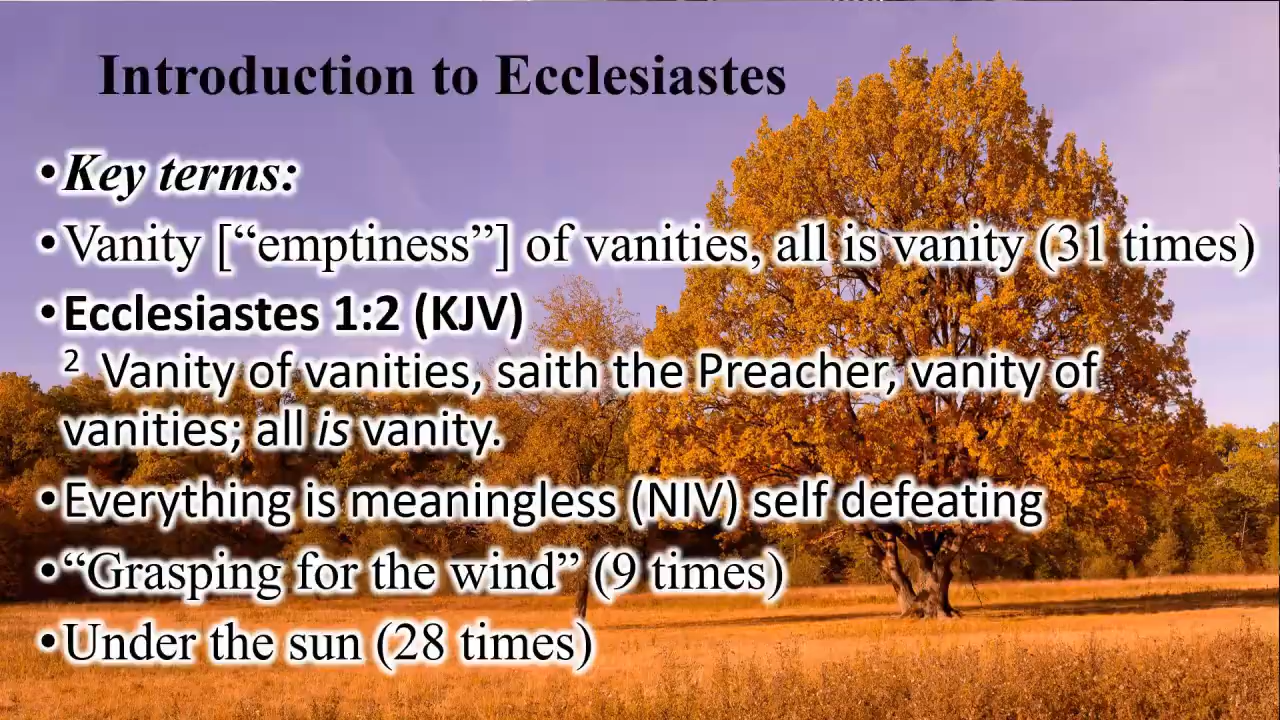 Introduction to Ecclesiastes
•Key terms:
•Vanity [“emptiness”] of vanities, all is vanity (31 times)
•Ecclesiastes 1:2 (KJV)
2 Vanity of vanities, saith the Preacher, vanity of
vanities; all is vanity.
•Everything is meaningless (NIV) self defeating
•“Grasping for the wind” (9 times)
•Under the sun (28 times)